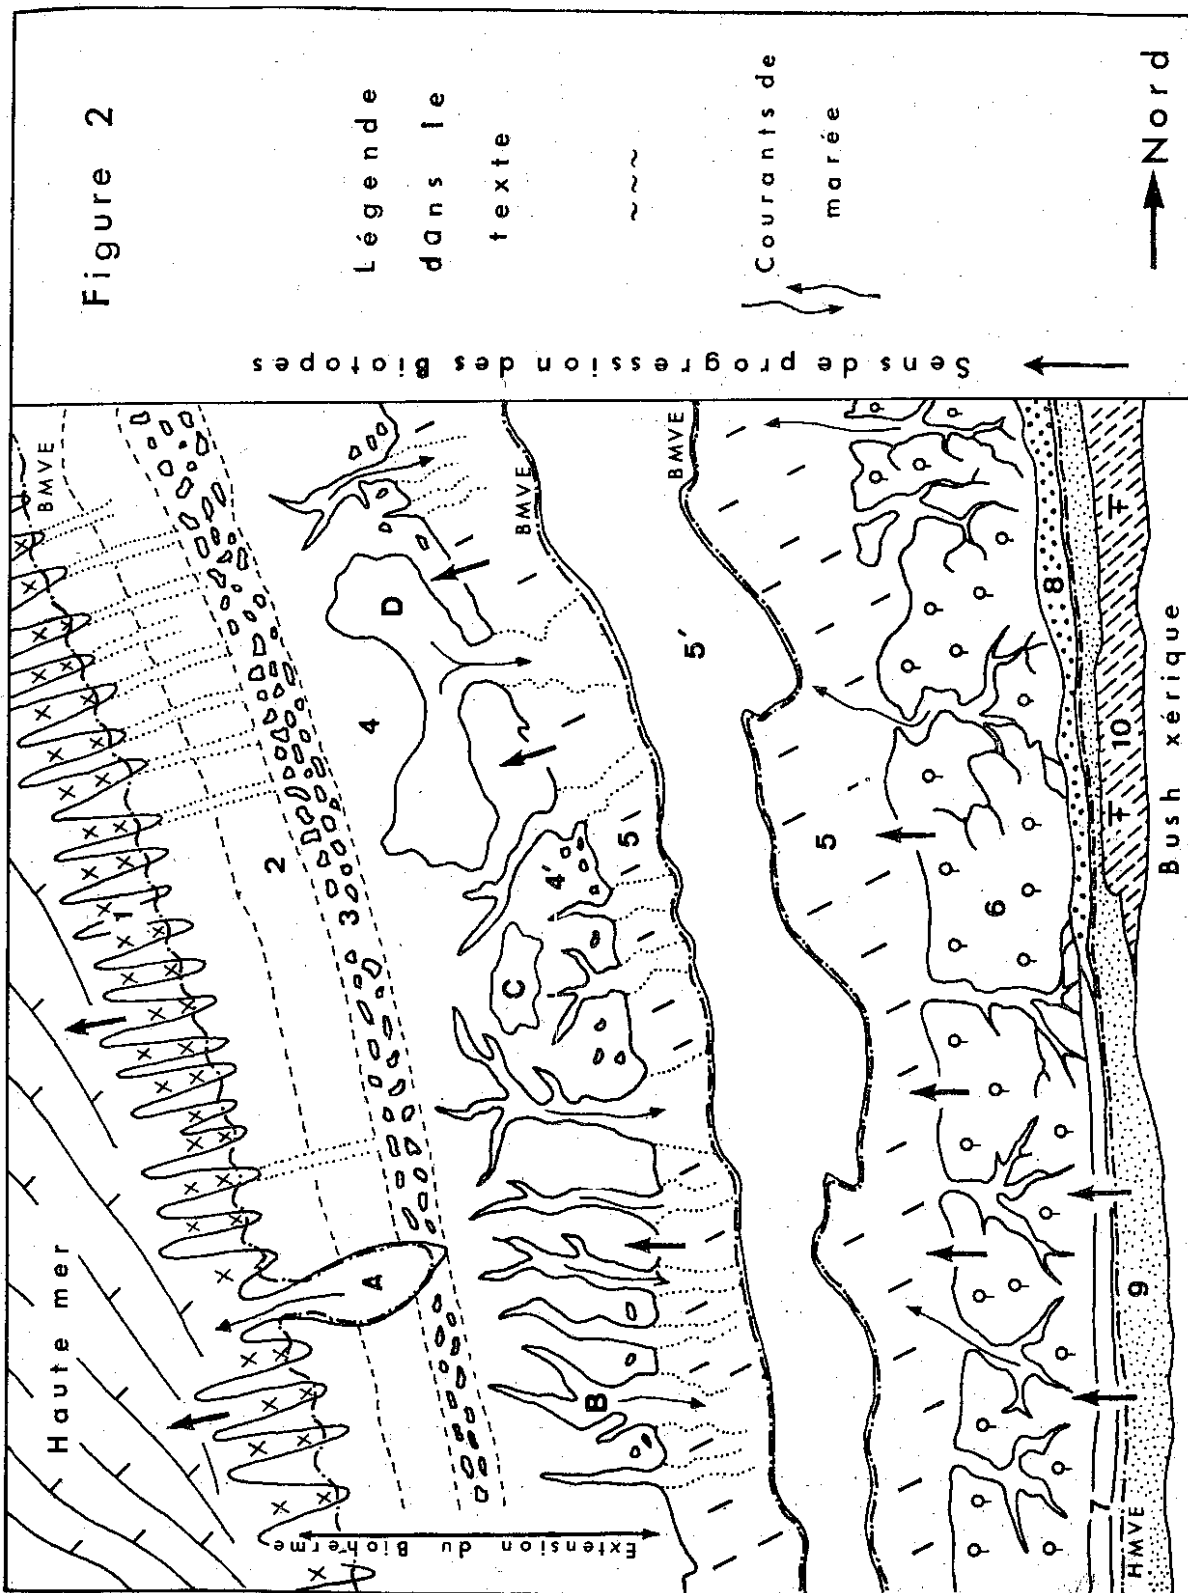 Figure 2
Légende
dans le
texte
~ ~ ~
Courants de
marée
Nord
Sens de progression des Biotopes
Haute mer
BMVE
1
2
3
A
4
D
4'
C
B
5
BMVE
5'
BMVE
5
6
7
8
HMVE
9
10
Bush xérique
Extension du Bioherme